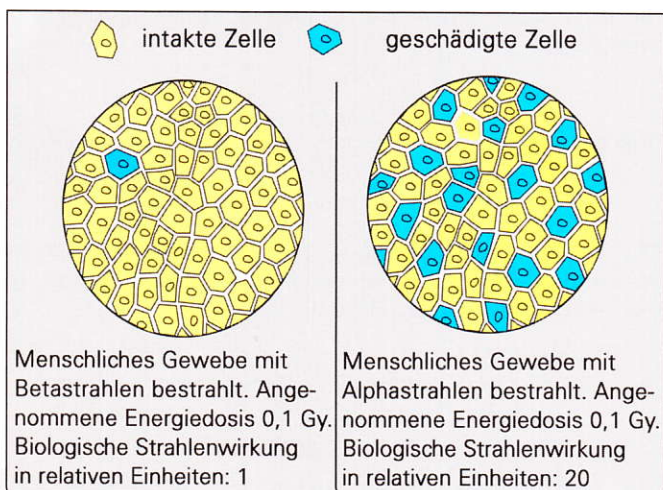 intakte Zelle geschädigte Zelle
Menschliches Gewebe mit
Betastrahlen bestrahlt. Ange-
nommene Energiedosis 0,1 Gy.
Biologische Strahlenwirkung
in relativen Einheiten: 1
Menschliches Gewebe mit
Alphastrahlen bestrahlt. Ange-
nommene Energiedosis 0,1 Gy.
Biologische Strahlenwirkung
in relativen Einheiten: 20